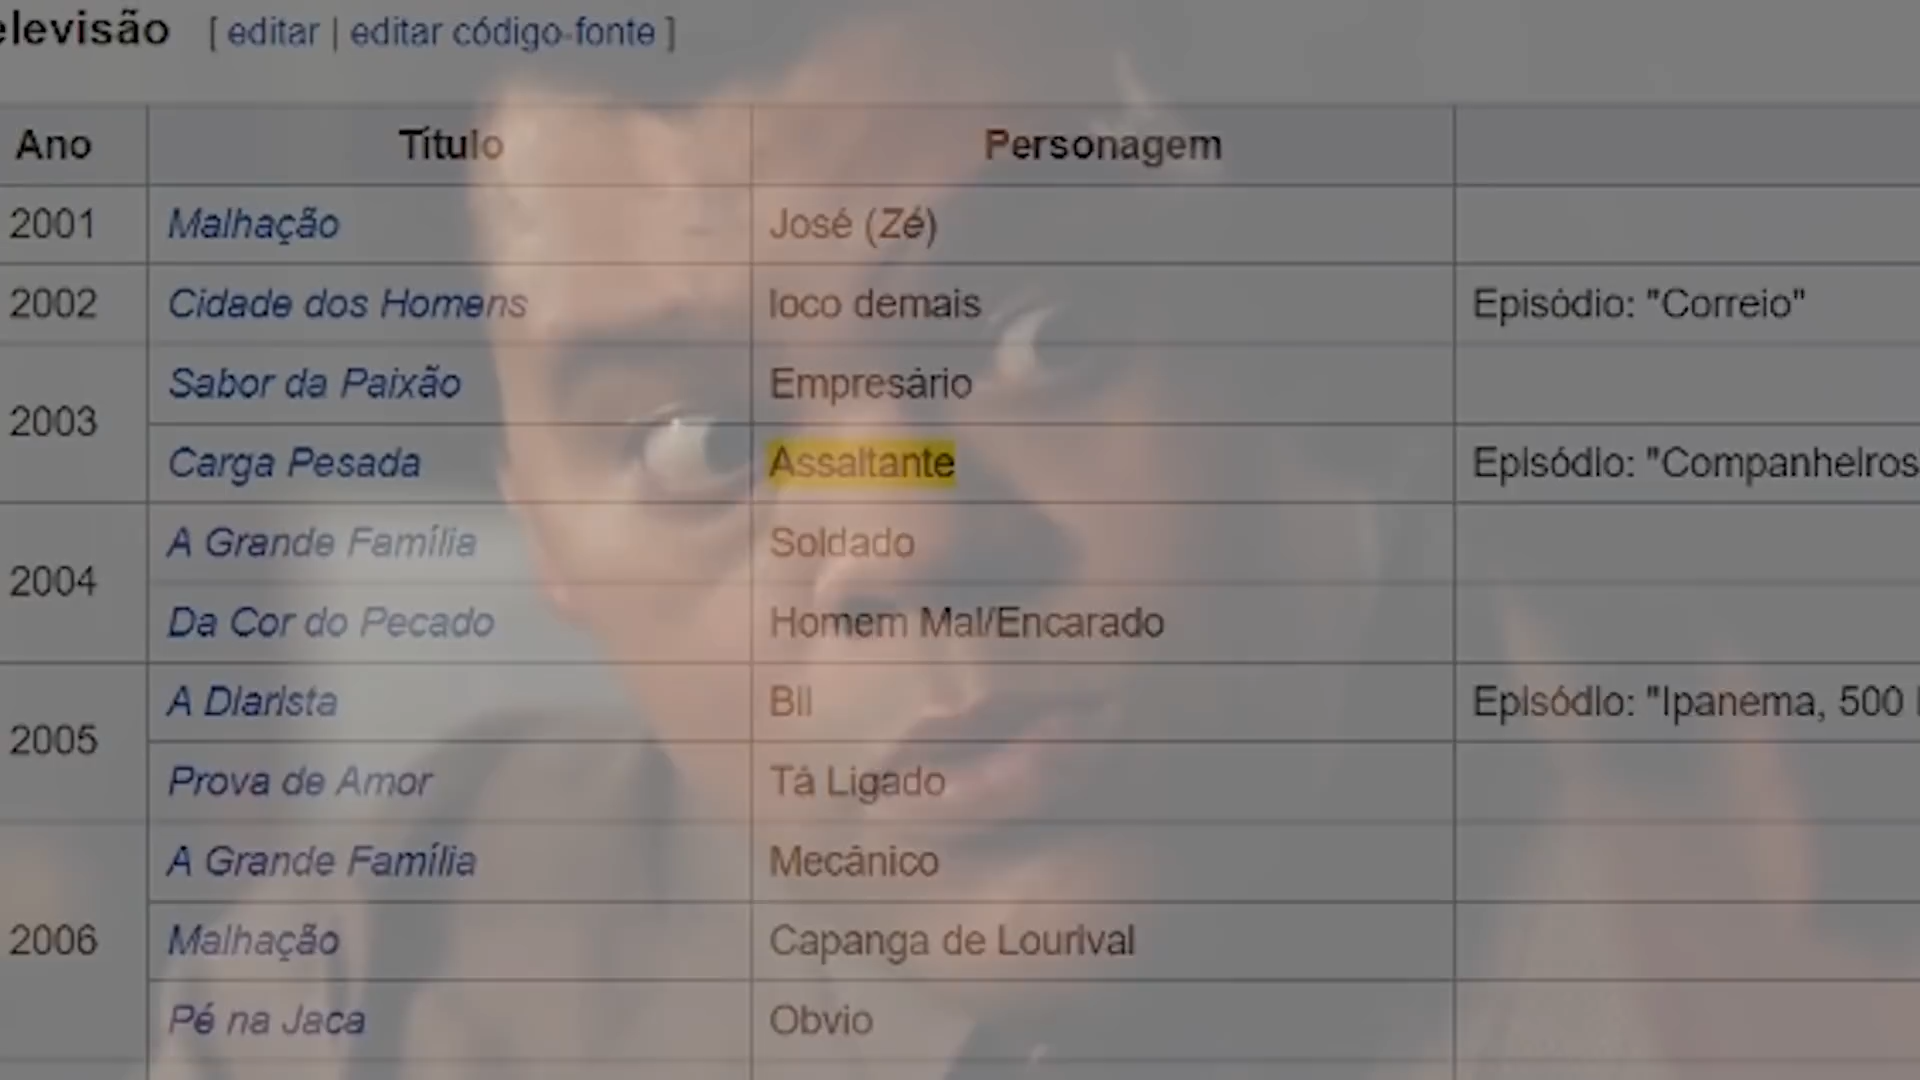 elevisão [ editar | editar código-fonte ]
Ano Título Personagem
2001 Malhação José (Zé)
2002 Cidade dos Homens loco demais Episódio: "Correio"
2003 Sabor da Paixão Empresário
Carga Pesada Assaltante Episódio: "Companheiros
2004 A Grande Família Soldado
Da Cor do Pecado Homem Mal/Encarado
2005 A Diarista Bil Episódio: "Ipanema, 500
Prova de Amor Tá Ligado
2006 A Grande Família Mecânico
Malhação Capanga de Lourival
Pé na Jaca Obvio